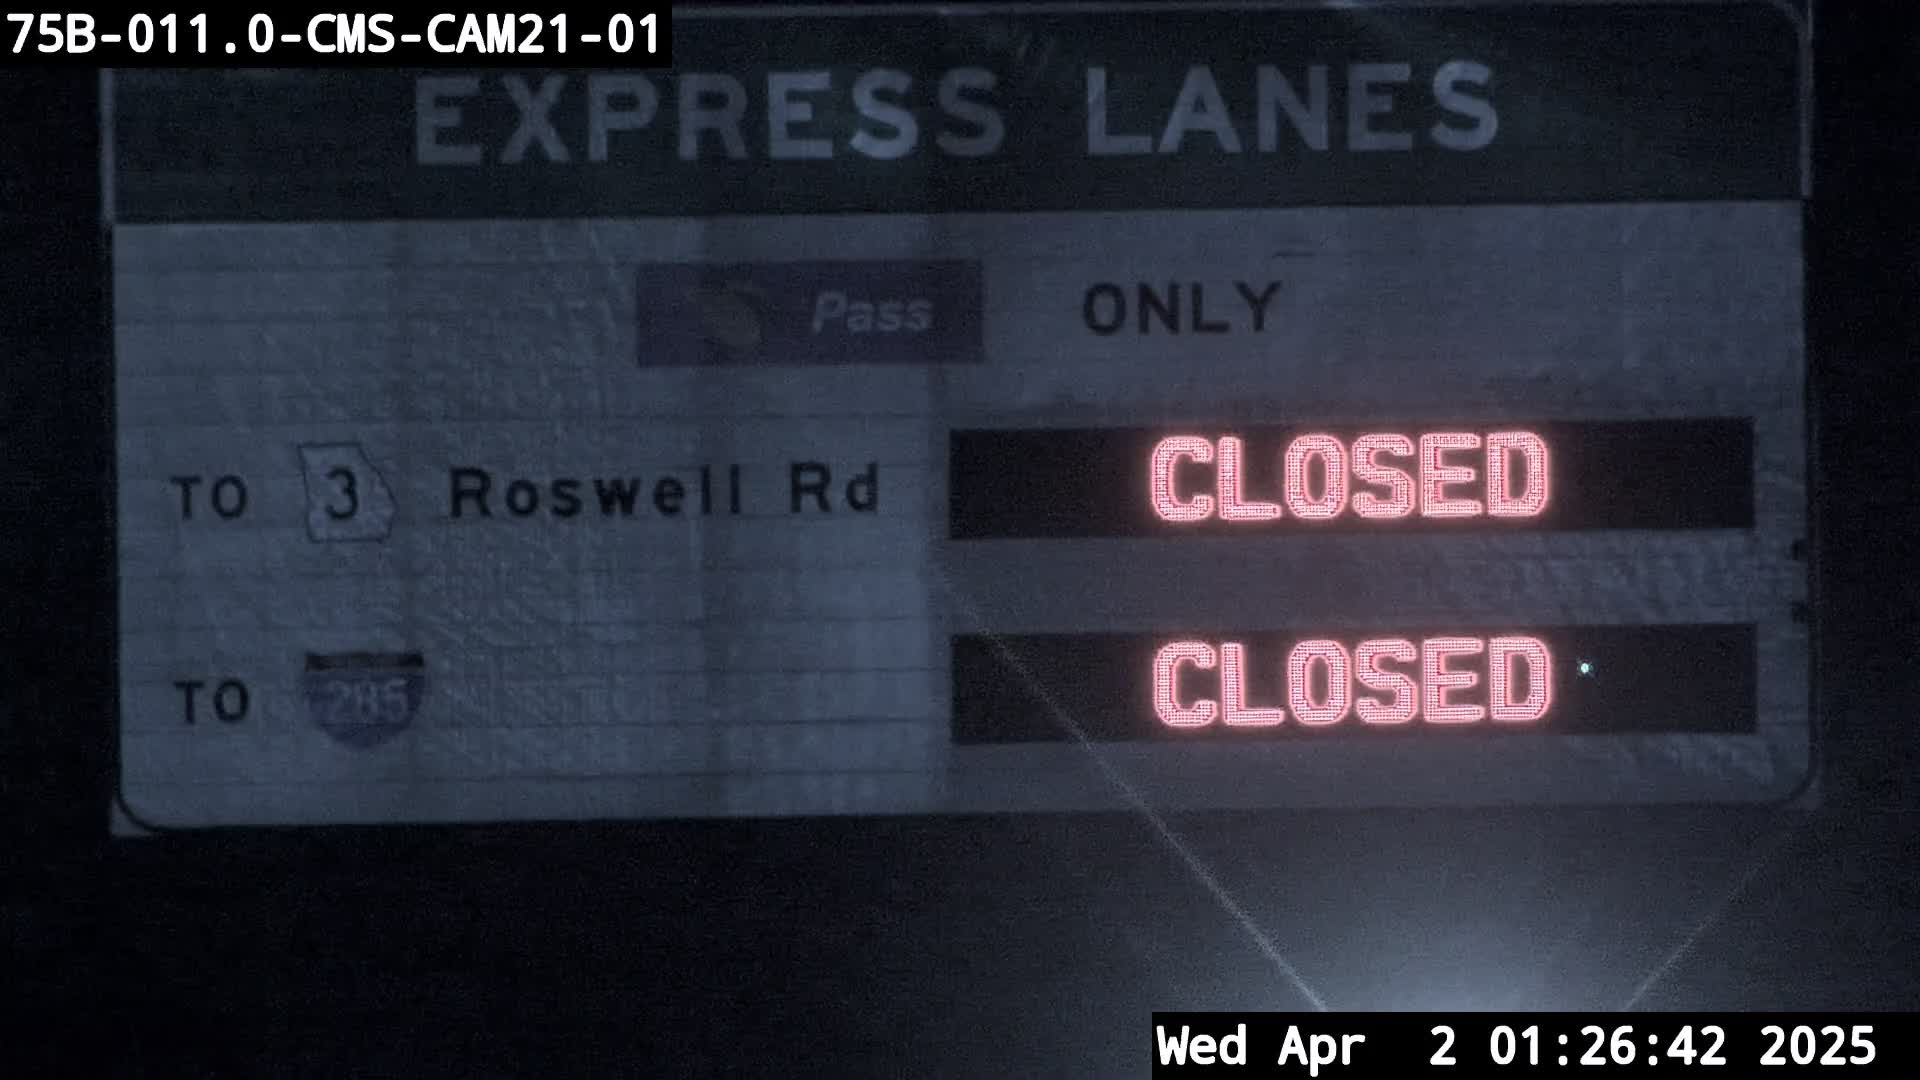 75B-011.0-CMS-CAM21-01
EXPRESS LANES
Pass ONLY
TO 3 Roswell Rd CLOSED
TO 285 CLOSED
Wed Apr 2 01:26:42 2025